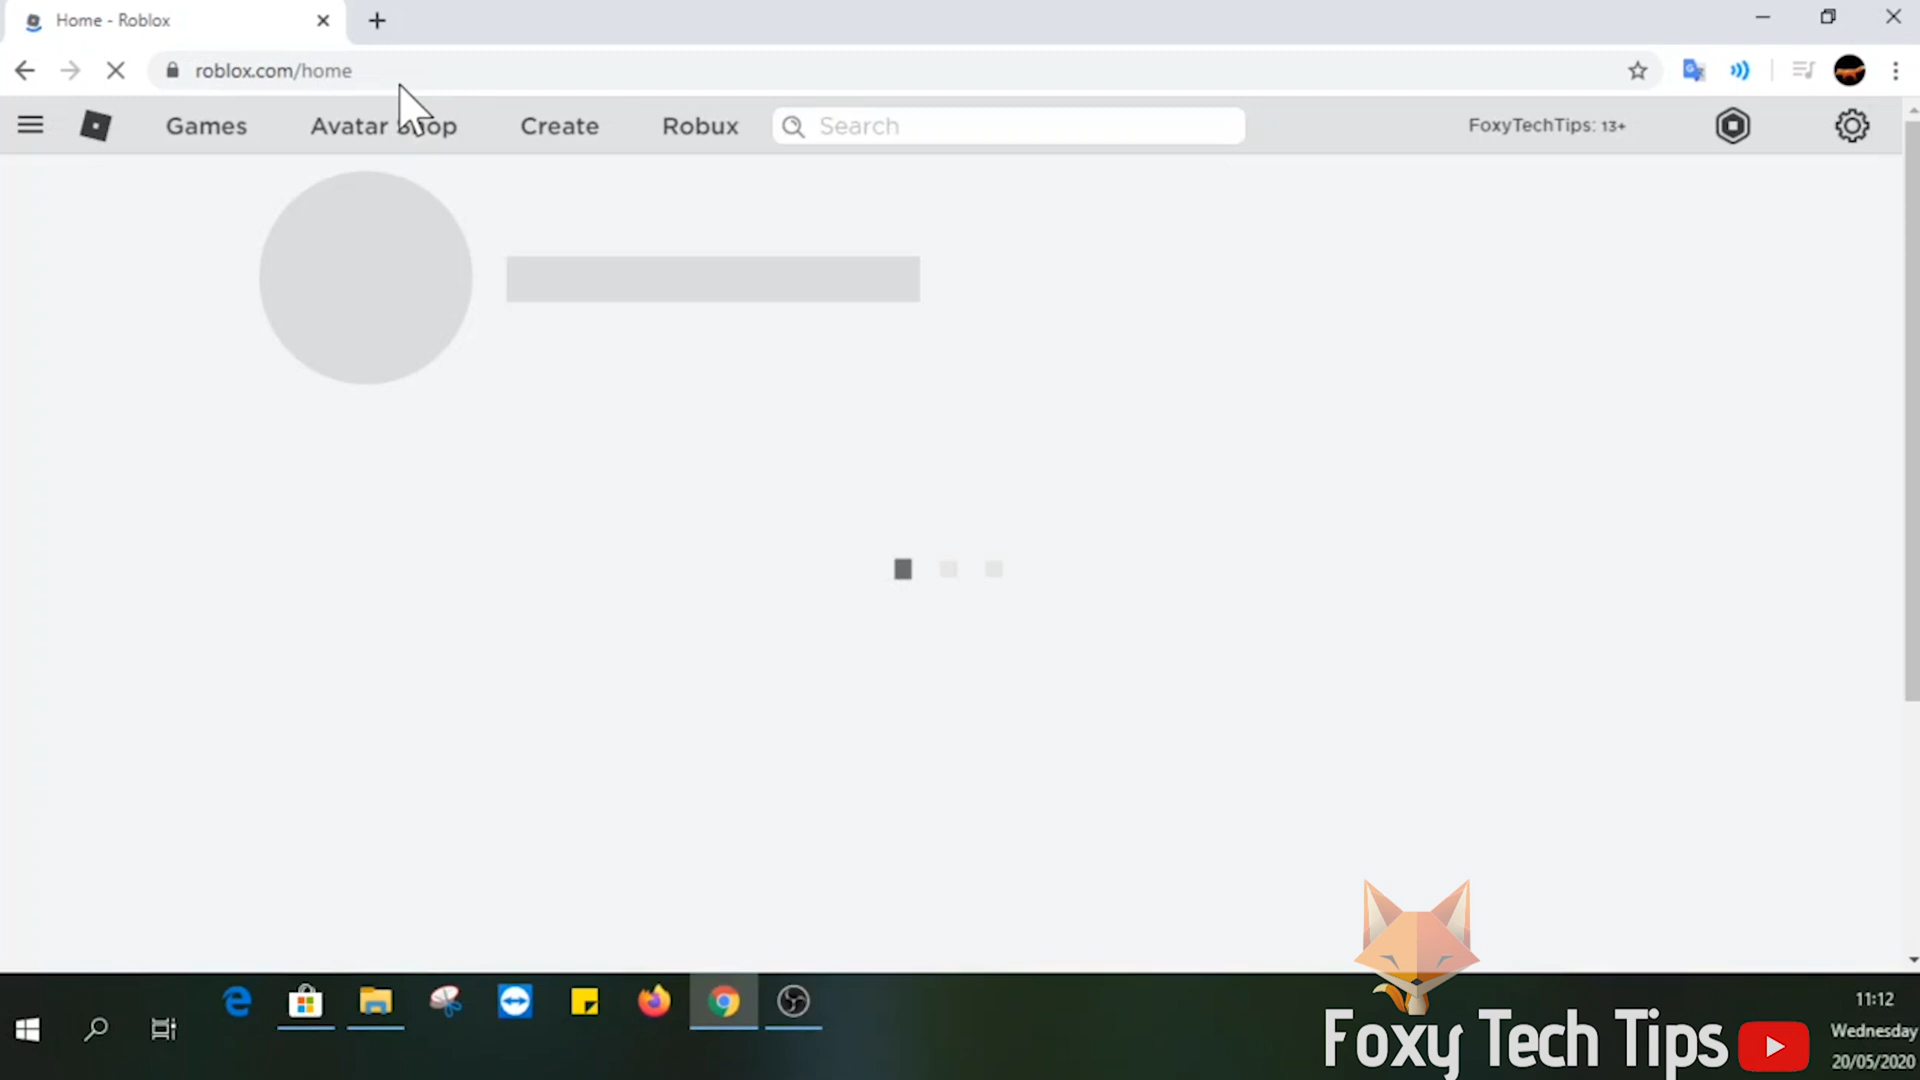 Home - Roblox
roblox.com/home
Games
Avatar Shop
Create
Robux
Search
FoxyTechTips: 13+
11:12
Wednesday
20/05/2020
Foxy Tech Tips